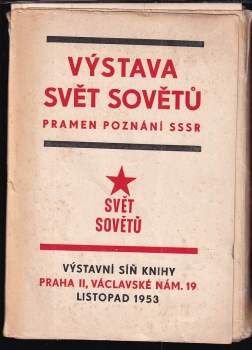 VÝSTAVA
SVĚT SOVĚTŮ
PRAMEN POZNÁNÍ SSSR
SVĚT
SOVĚTŮ
VÝSTAVNÍ SÍŇ KNIHY
PRAHA II, VÁCLAVSKÉ NÁM. 19
LISTOPAD 1953